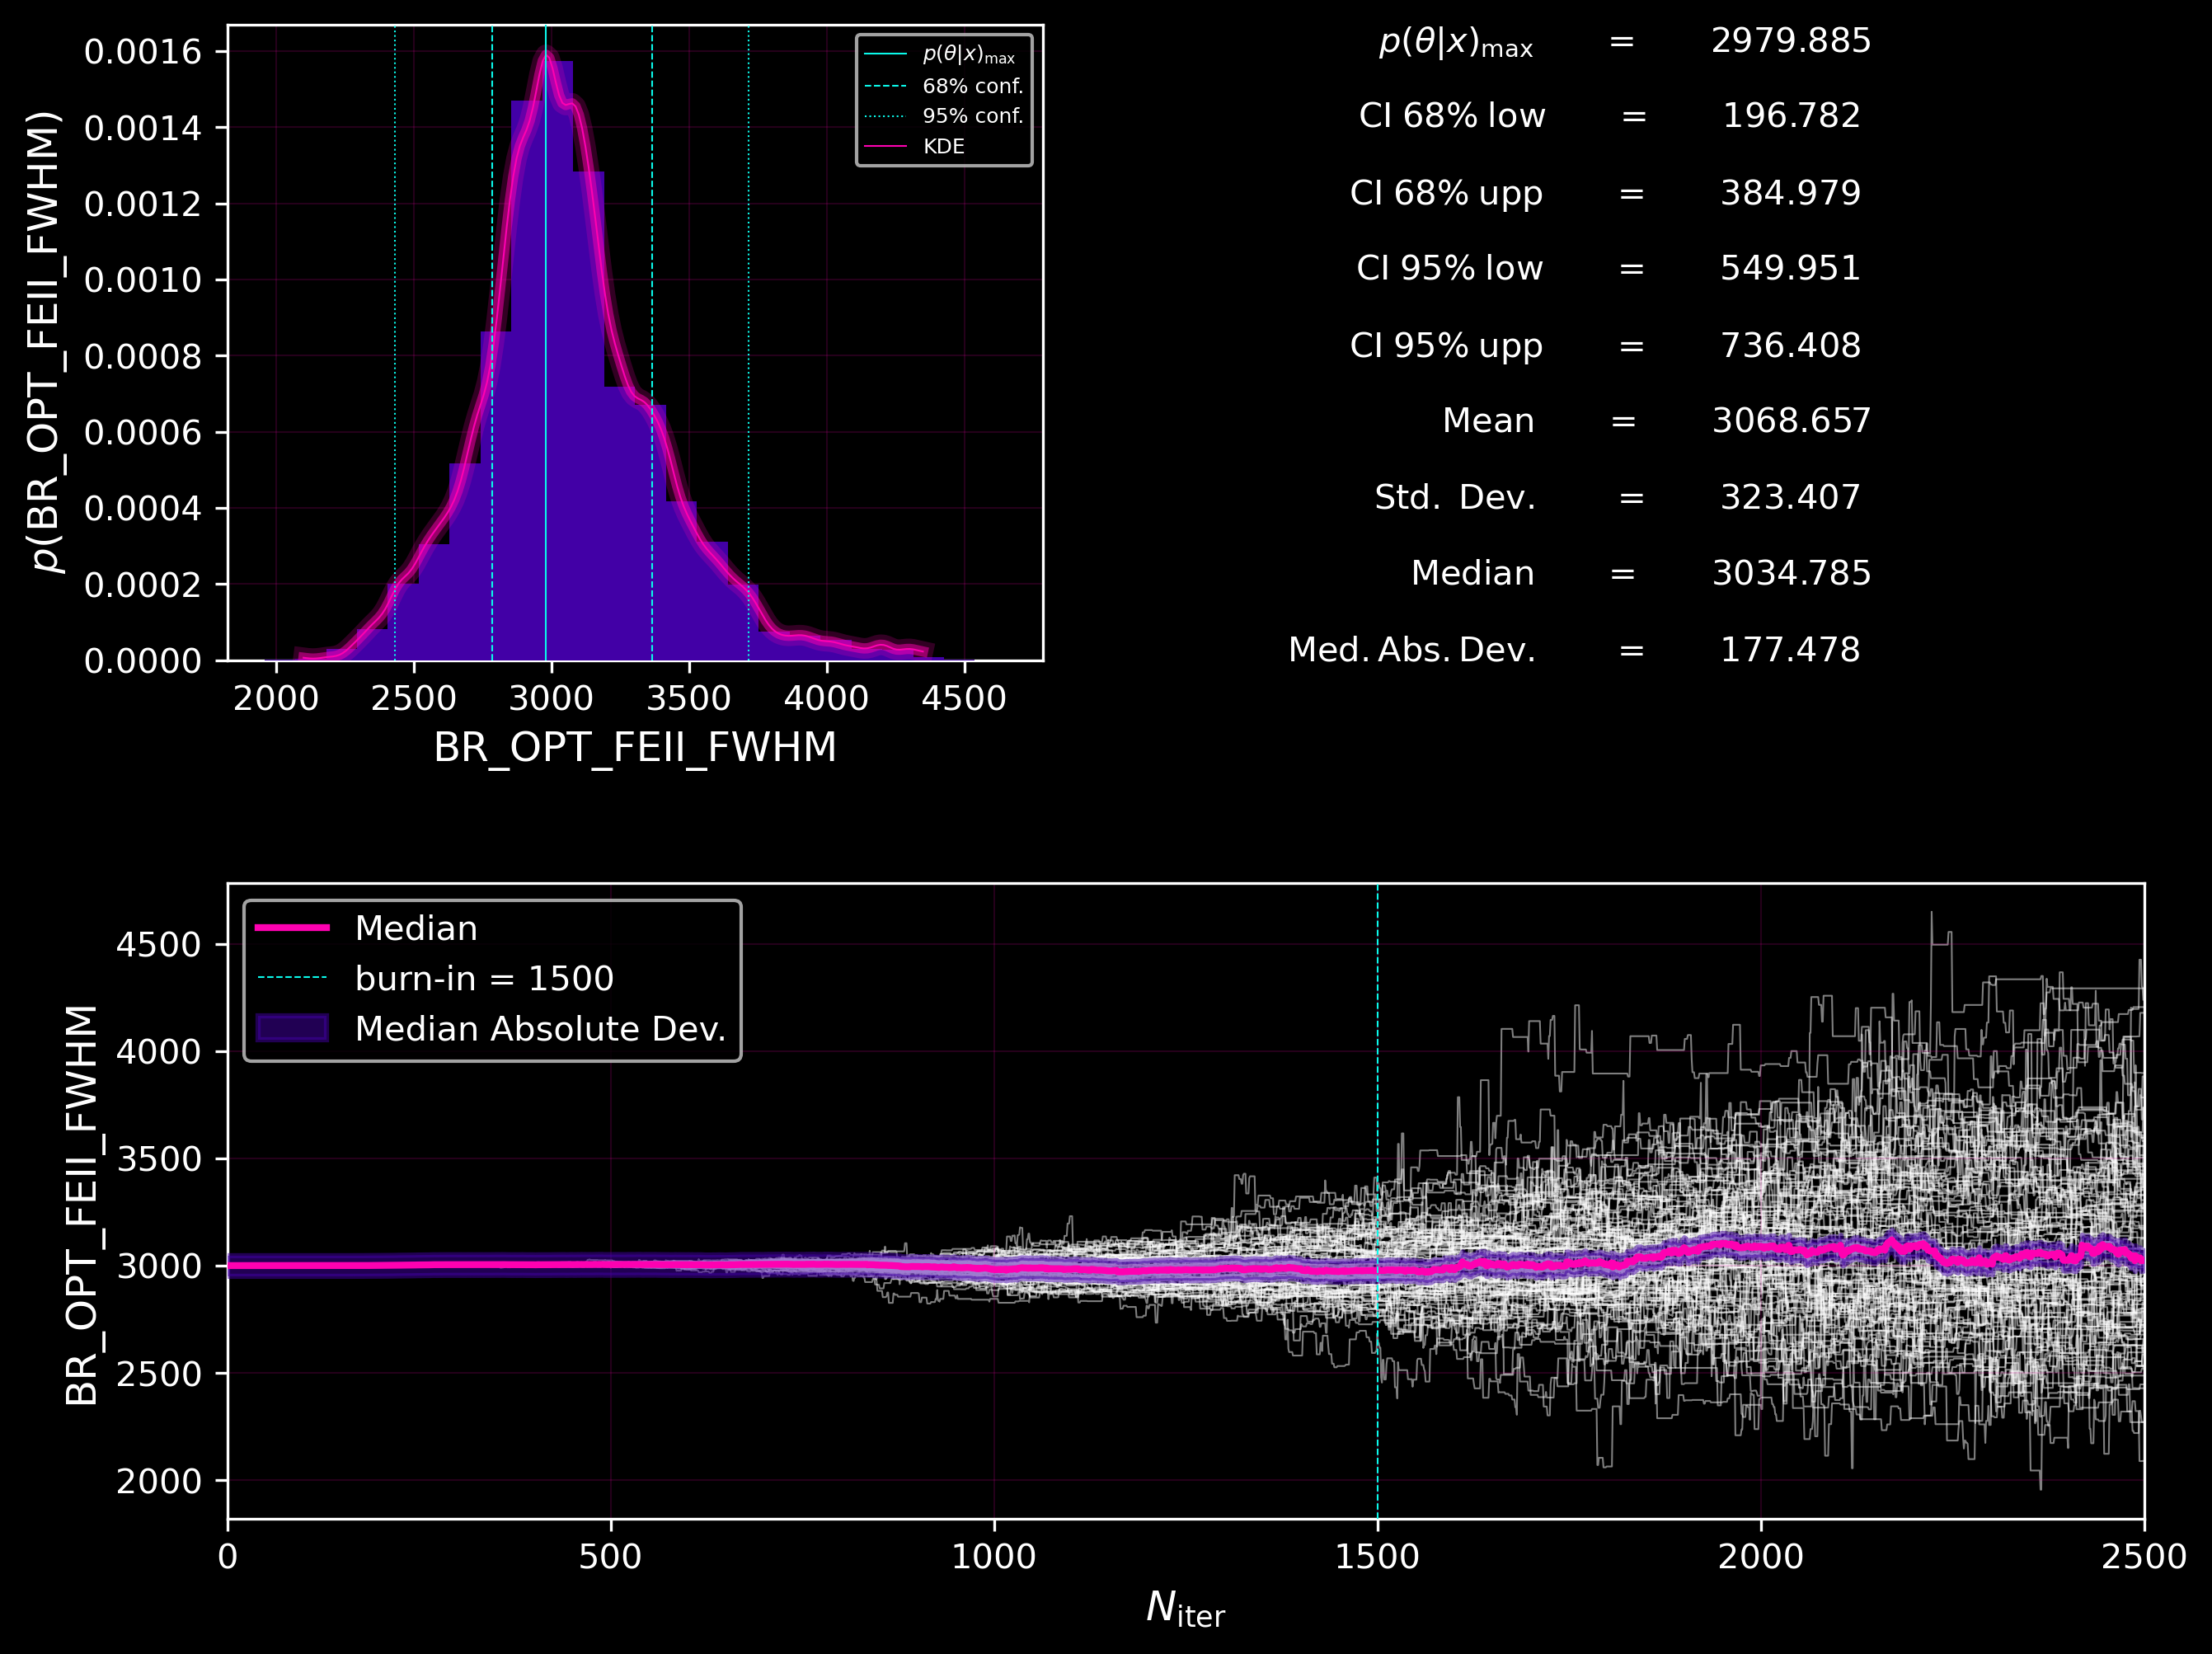 0.0016
0.0014
0.0012
0.0010
0.0008
0.0006
0.0004
0.0002
0.0000
p(BR_OPT_FEII_FWHM)
p(θ|x)max
68% conf.
95% conf.
KDE
2000 2500 3000 3500 4000 4500
BR_OPT_FEII_FWHM
p(θ|x)max = 2979.885
CI 68% low = 196.782
CI 68% upp = 384.979
CI 95% low = 549.951
CI 95% upp = 736.408
Mean = 3068.657
Std. Dev. = 323.407
Median = 3034.785
Med. Abs. Dev. = 177.478
4500
4000
3500
3000
2500
2000
BR_OPT_FEII_FWHM
Median
burn-in = 1500
Median Absolute Dev.
0 500 1000 1500 2000 2500
Niter